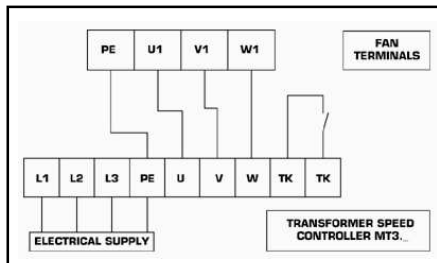 PE U1 V1 W1
FAN
TERMINALS
L1 L2 L3 PE U V W TK TK
ELECTRICAL SUPPLY
TRANSFORMER SPEED
CONTROLLER MT3._